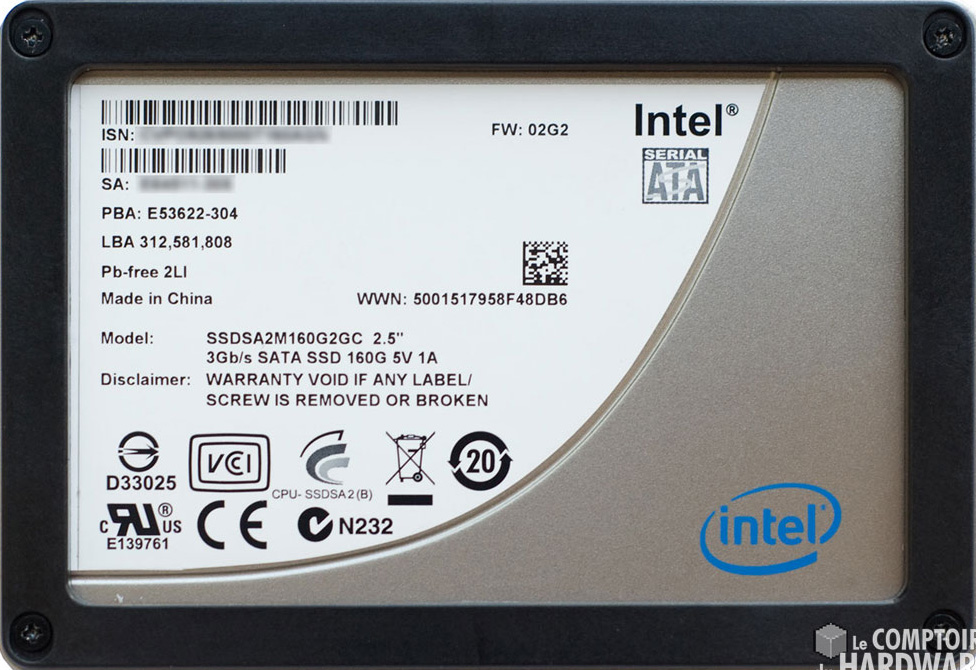 ISN:
FW: 02G2
Intel®
SERIAL
ATA
SA:
PBA: E53622-304
LBA 312,581,808
Pb-free 2LI
Made in China
WWN: 5001517958F48DB6
Model: SSDSA2M160G2GC 2.5"
3Gb/s SATA SSD 160G 5V 1A
Disclaimer: WARRANTY VOID IF ANY LABEL/
SCREW IS REMOVED OR BROKEN
D33025
VCCI
CPU- SSDSA2 (B)
20
c RU® US
E139761
CE
N232
intel®
Le COMPTOIR
HARDWARE